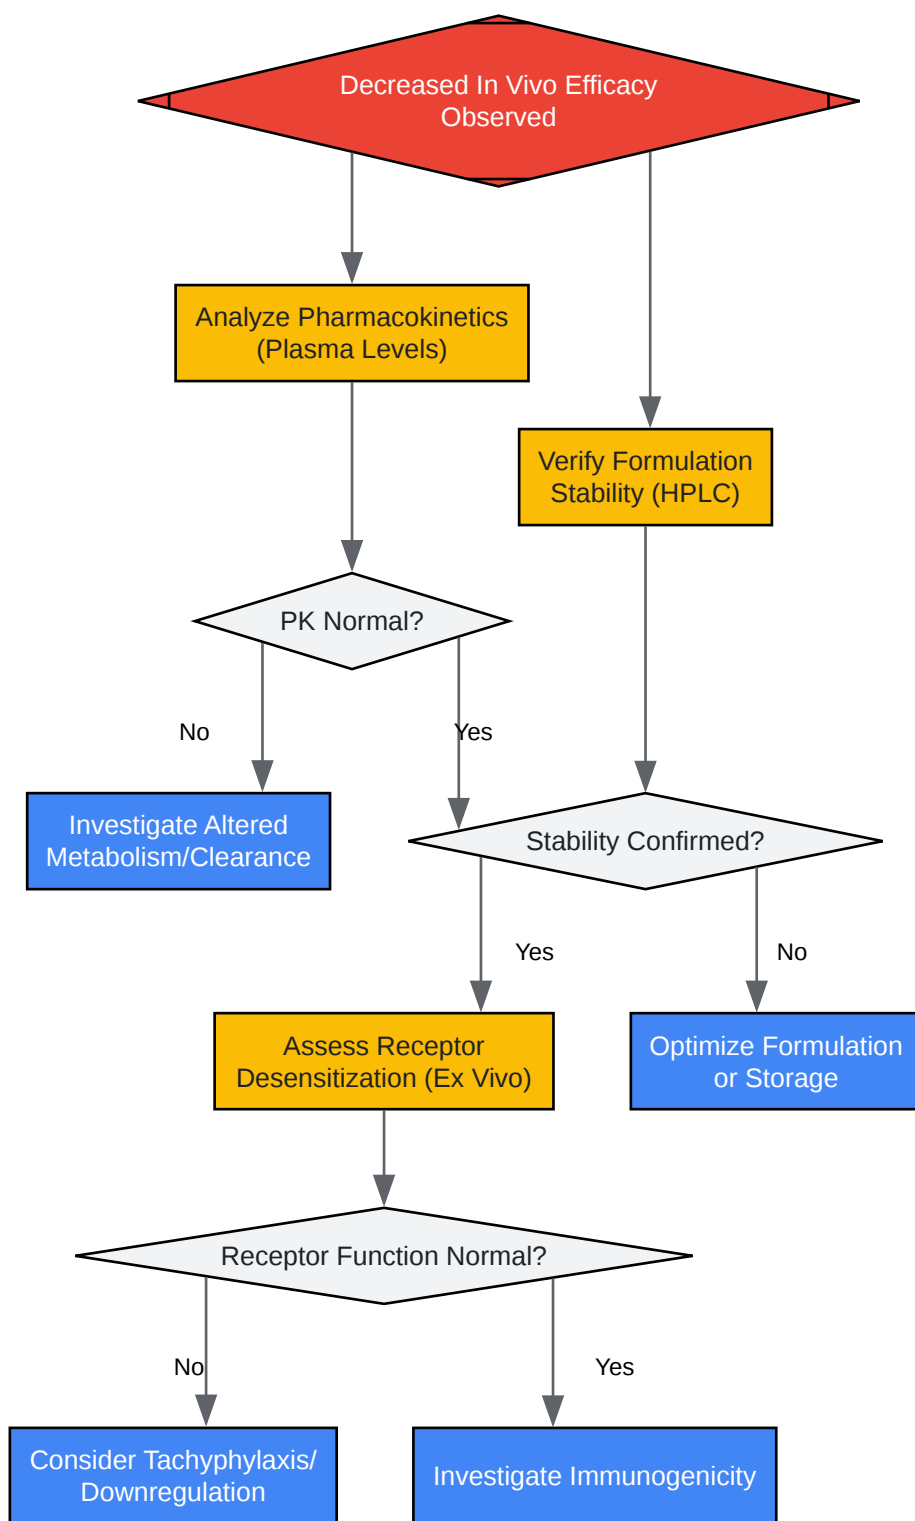 Decreased In Vivo Efficacy
Observed
Analyze Pharmacokinetics
(Plasma Levels)
Verify Formulation
Stability (HPLC)
PK Normal?
No
Yes
Investigate Altered
Metabolism/Clearance
Stability Confirmed?
Yes
No
Assess Receptor
Desensitization (Ex Vivo)
Optimize Formulation
or Storage
Receptor Function Normal?
No
Yes
Consider Tachyphylaxis/
Downregulation
Investigate Immunogenicity